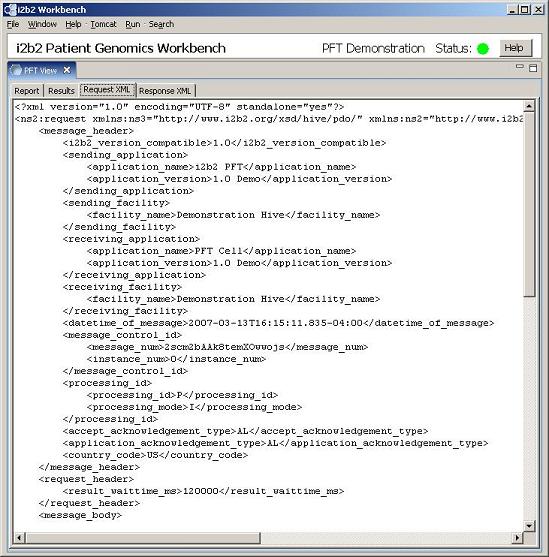 i2b2 Workbench
File Window Help Tomcat Run Search
i2b2 Patient Genomics Workbench PFT Demonstration Status: Help
PFT View
Report Results Request XML Response XML
<?xml version="1.0" encoding="UTF-8" standalone="yes"?>
<ns2:request xmlns:ns3="http://www.i2b2.org/xsd/hive/pdo/" xmlns:ns2="http://www.i2b2
<message_header>
<i2b2_version_compatible>1.0</i2b2_version_compatible>
<sending_application>
<application_name>i2b2 PFT</application_name>
<application_version>1.0 Demo</application_version>
</sending_application>
<sending_facility>
<facility_name>Demonstration Hive</facility_name>
</sending_facility>
<receiving_application>
<application_name>PFT Cell</application_name>
<application_version>1.0 Demo</application_version>
</receiving_application>
<receiving_facility>
<facility_name>Demonstration Hive</facility_name>
</receiving_facility>
<datetime_of_message>2007-03-13T16:15:11.835-04:00</datetime_of_message>
<message_control_id>
<message_num>2scm2bAAk8temXOwwojs</message_num>
<instance_num>0</instance_num>
</message_control_id>
<processing_id>
<processing_id>P</processing_id>
<processing_mode>I</processing_mode>
</processing_id>
<accept_acknowledgement_type>AL</accept_acknowledgement_type>
<application_acknowledgement_type>AL</application_acknowledgement_type>
<country_code>US</country_code>
</message_header>
<request_header>
<result_waittime_ms>120000</result_waittime_ms>
</request_header>
<message_body>